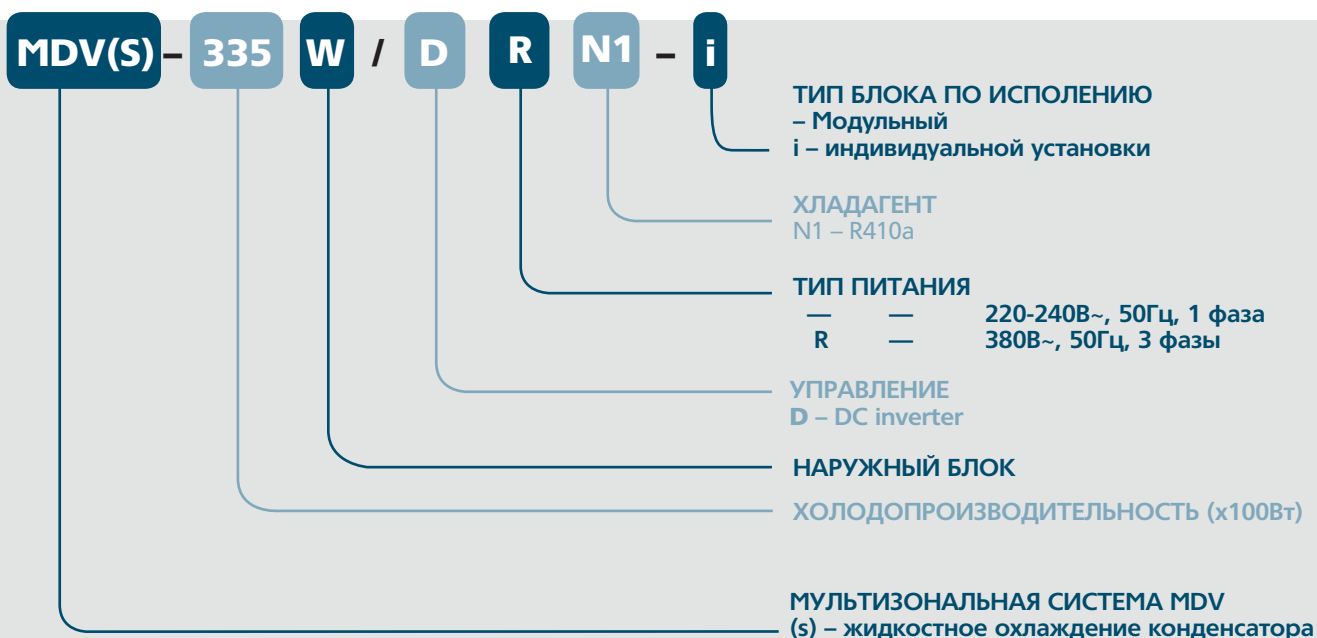 MDV(S) – 335 W / D R N1 – i
ТИП БЛОКА ПО ИСПОЛЕНИЮ
– Модульный
i – индивидуальной установки
ХЛАДАГЕНТ
N1 – R410a
ТИП ПИТАНИЯ
— — 220-240В~, 50Гц, 1 фаза
R — 380В~, 50Гц, 3 фазы
УПРАВЛЕНИЕ
D – DC inverter
НАРУЖНЫЙ БЛОК
ХОЛОДОПРОИЗВОДИТЕЛЬНОСТЬ (х100Вт)
МУЛЬТИЗОНАЛЬНАЯ СИСТЕМА MDV
(s) – жидкостное охлаждение конденсатора